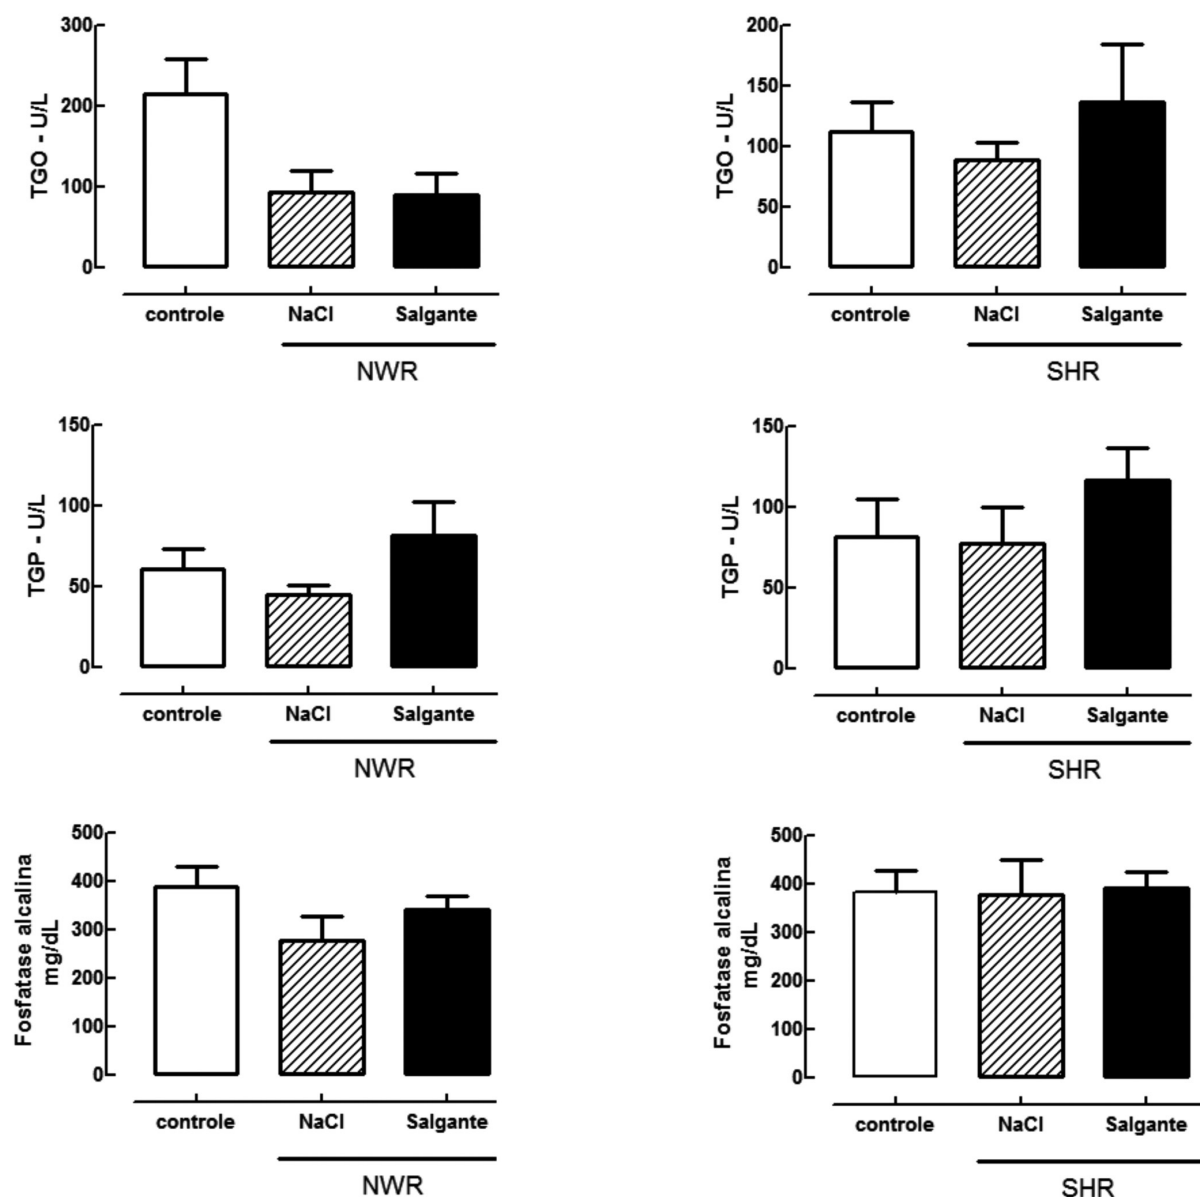 300
200
100
0
TGO - U/L
controle NaCl Salgante
NWR
200
150
100
50
0
TGO - U/L
controle NaCl Salgante
SHR
150
100
50
0
TGP - U/L
controle NaCl Salgante
NWR
150
100
50
0
TGP - U/L
controle NaCl Salgante
SHR
500
400
300
200
100
0
Fosfatase alcalina
mg/dL
controle NaCl Salgante
NWR
500
400
300
200
100
0
Fosfatase alcalina
mg/dL
controle NaCl Salgante
SHR